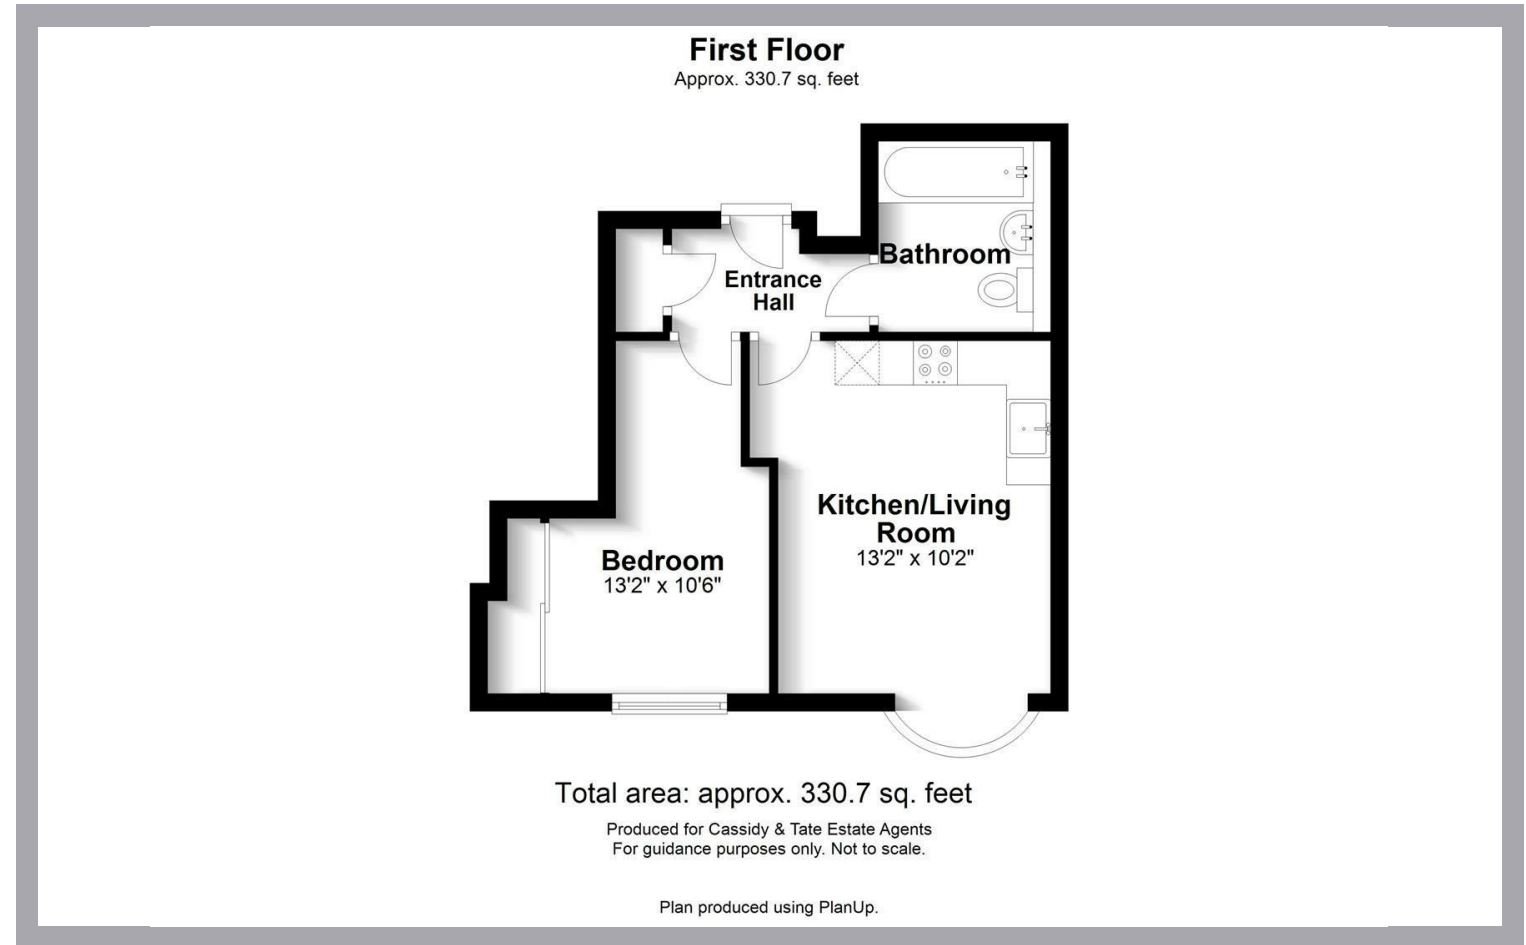 First Floor
Approx. 330.7 sq. feet
Bathroom
Entrance
Hall
Kitchen/Living
Room
13'2" x 10'2"
Bedroom
13'2" x 10'6"
Total area: approx. 330.7 sq. feet
Produced for Cassidy & Tate Estate Agents
For guidance purposes only. Not to scale.
Plan produced using PlanUp.